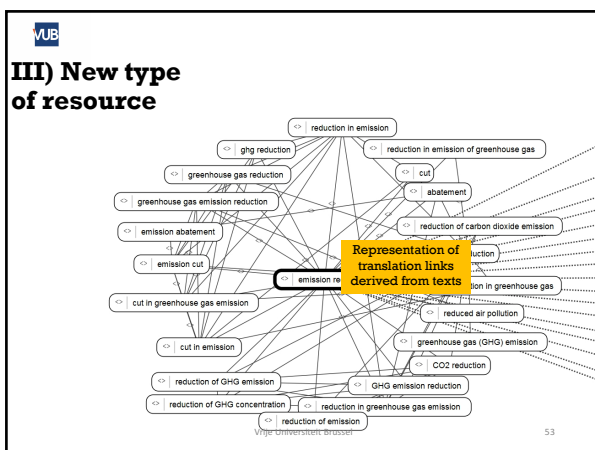 VUB
III) New type
of resource
reduction in emission
ghg reduction
reduction in emission of greenhouse gas
greenhouse gas reduction
cut
abatement
greenhouse gas emission reduction
reduction of carbon dioxide emission
emission abatement
Representation of
translation links
derived from texts
emission cut
emission
cut in greenhouse gas emission
in greenhouse gas
reduced air pollution
cut in emission
greenhouse gas (GHG) emission
CO2 reduction
reduction of GHG emission
GHG emission reduction
reduction of GHG concentration
reduction in greenhouse gas emission
reduction of emission
Vrije Universiteit Brussel
53